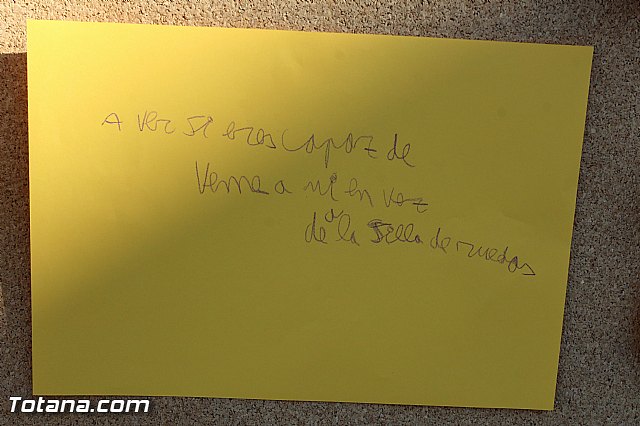 A ver si eres capaz de
verme a mi en vez
de a la silla de ruedas
Totana.com